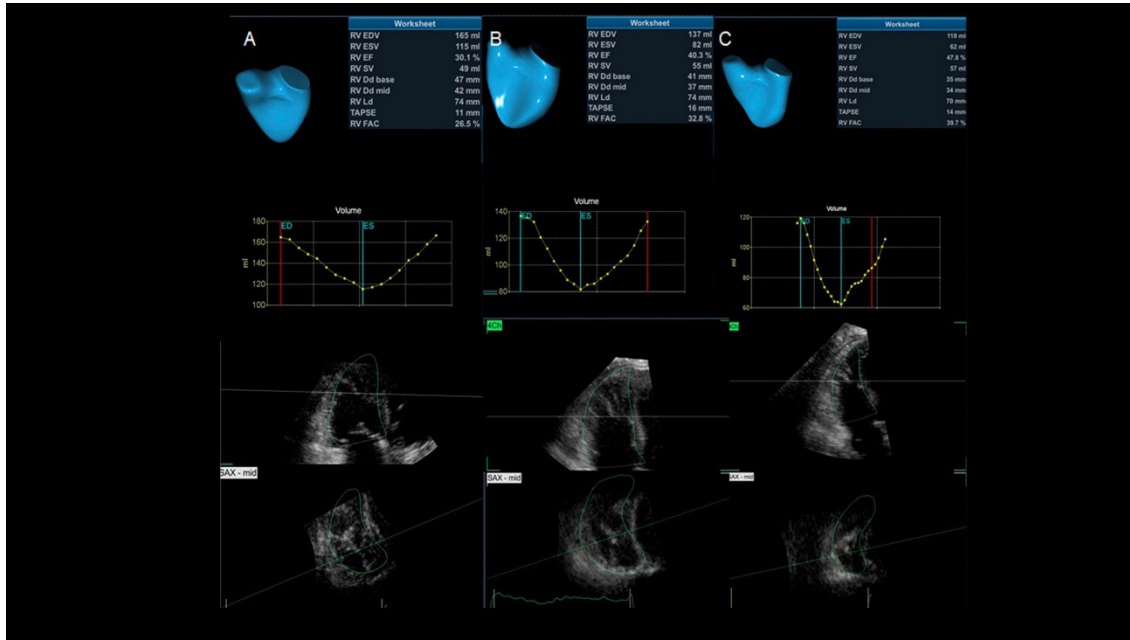 A
Worksheet
RV EDV 165 ml
RV ESV 115 ml
RV EF 30.1 %
RV SV 49 ml
RV Dd base 47 mm
RV Dd mid 42 mm
RV Ld 74 mm
TAPSE 11 mm
RV FAC 26.5 %
B
Worksheet
RV EDV 137 ml
RV ESV 82 ml
RV EF 40.3 %
RV SV 55 ml
RV Dd base 41 mm
RV Dd mid 37 mm
RV Ld 74 mm
TAPSE 16 mm
RV FAC 32.8 %
C
Worksheet
RV EDV 119 ml
RV ESV 62 ml
RV EF 47.8 %
RV SV 57 ml
RV Dd base 35 mm
RV Dd mid 34 mm
RV Ld 70 mm
TAPSE 14 mm
RV FAC 39.7 %
Volume
180
ED ES
160
ml
140
120
100
Volume
140
ED ES
120
ml
100
80
Volume
120
ED ES
100
ml
80
60
4Ch
Ch
SAX - mid
SAX - mid
SAX - mid